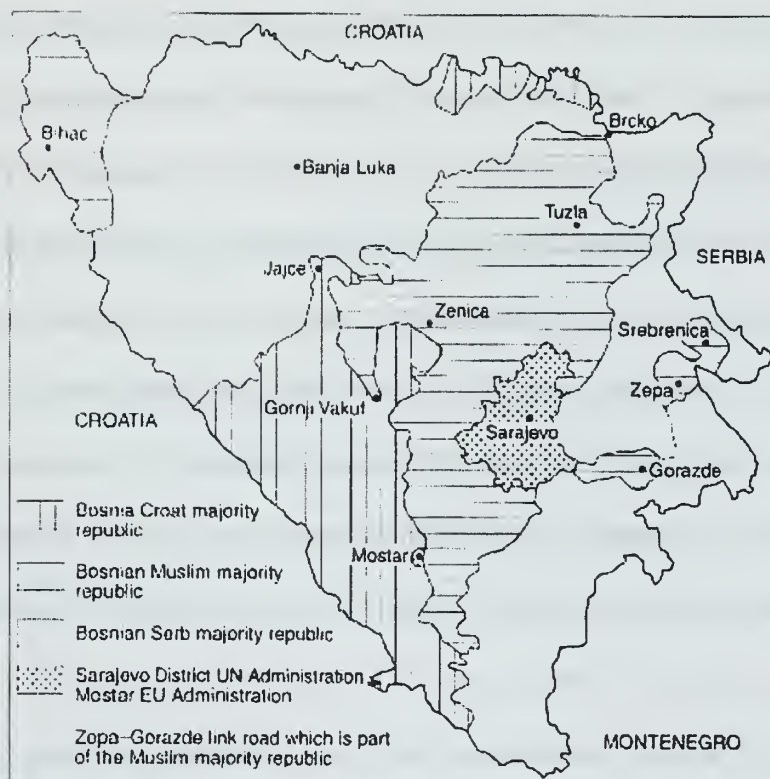 CROATIA
Bihac
Brcko
Banja Luka
Tuzla
Jajce
SERBIA
Zenica
Srebrenica
Zepa
CROATIA
Gornji Vakuf
Sarajevo
Gorazde
Bosnia Croat majority
republic
Mostar
Bosnian Muslim majority
republic
Bosnian Serb majority republic
Sarajevo District UN Administration
Mostar EU Administration
Zepa–Gorazde link road which is part
of the Muslim majority republic
MONTENEGRO